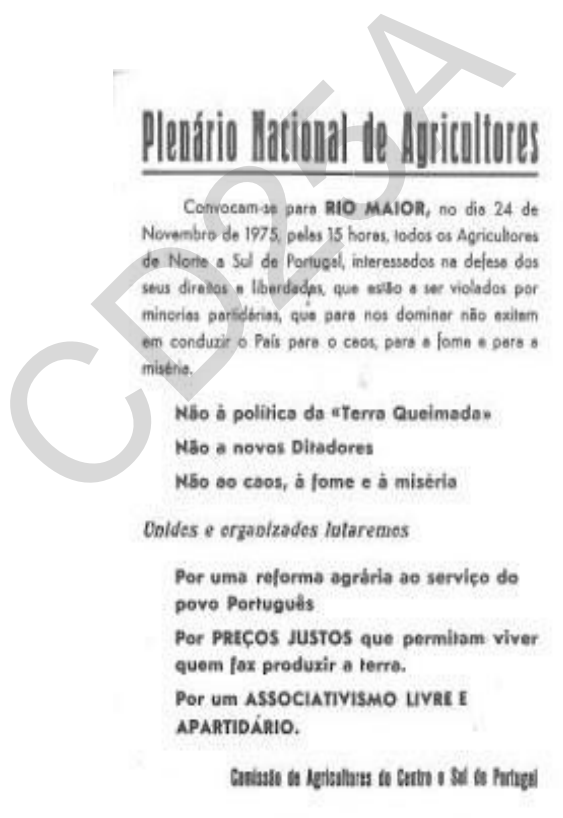 Plenário Nacional de Agricultores
Convocam-se para RIO MAIOR, no dia 24 de
Novembro de 1975, pelas 15 horas, todos os Agricultores
de Norte a Sul de Portugal, interessados na defesa dos
seus direitos e liberdades, que estão a ser violados por
minorias partidárias, que para nos dominar não exitam
em conduzir o País para o caos, para a fome e para a
miséria.
Não à política da «Terra Queimada»
Não a novos Ditadores
Não ao caos, à fome e à miséria
Unidos e organizados lutaremos
Por uma reforma agrária ao serviço do
povo Português
Por PREÇOS JUSTOS que permitam viver
quem faz produzir a terra.
Por um ASSOCIATIVISMO LIVRE E
APARTIDÁRIO.
Comissão de Agricultores do Centro e Sul de Portugal
CD25A